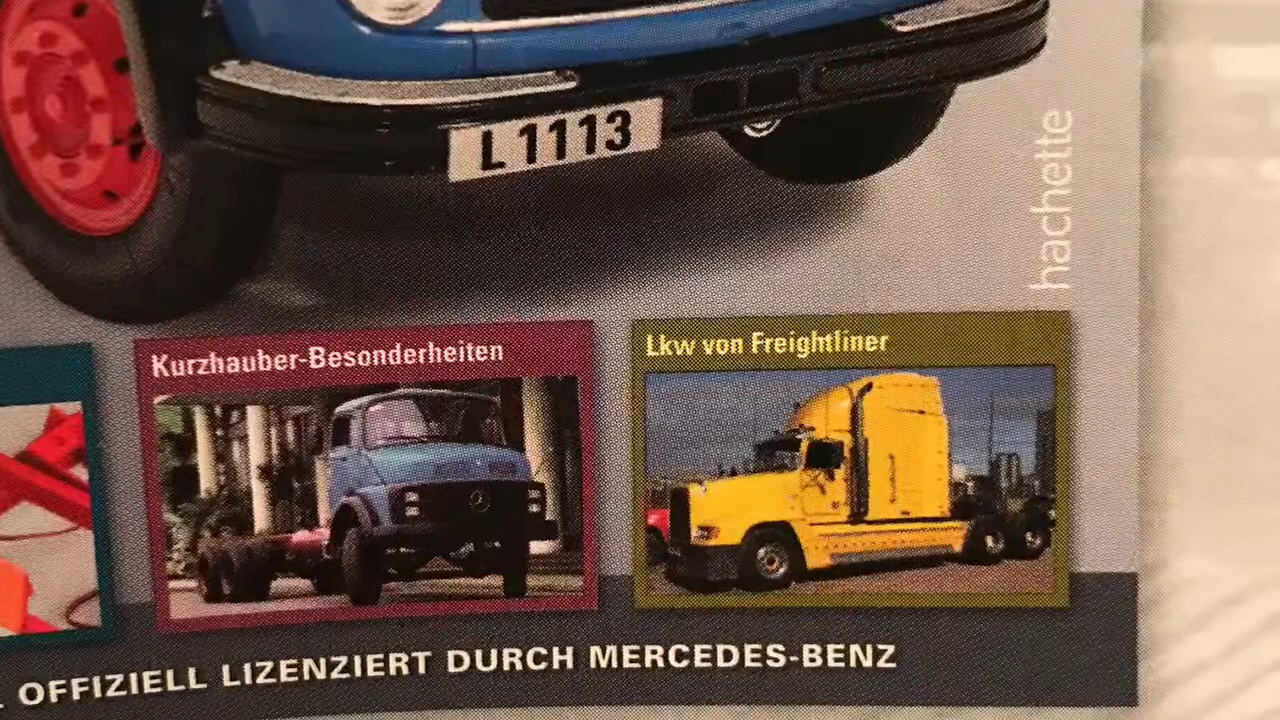 L 1113
hachette
Kurzhauber-Besonderheiten
Lkw von Freightliner
OFFIZIELL LIZENZIERT DURCH MERCEDES-BENZ